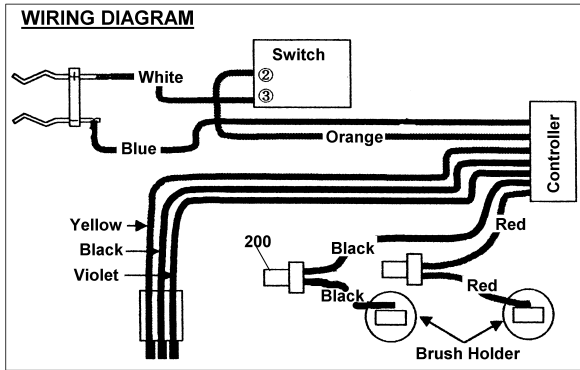 WIRING DIAGRAM
Switch
②
③
White
Blue
Orange
Controller
Yellow
Black
Violet
200
Black
Red
Black
Red
Brush Holder